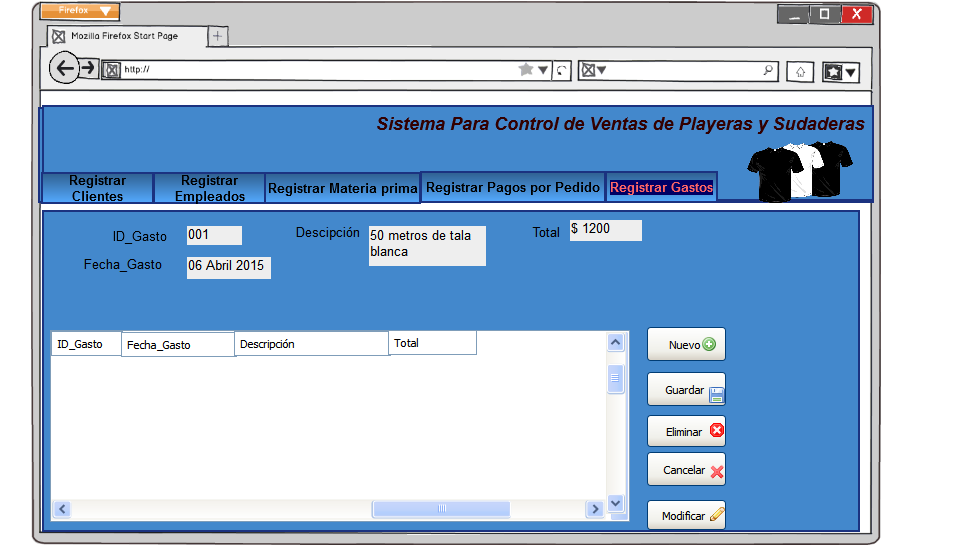 Firefox
Mozilla Firefox Start Page
http://
Sistema Para Control de Ventas de Playeras y Sudaderas
Registrar Clientes
Registrar Empleados
Registrar Materia prima
Registrar Pagos por Pedido
Registrar Gastos
ID_Gasto
001
Descipción
50 metros de tala
blanca
Total
$ 1200
Fecha_Gasto
06 Abril 2015
ID_Gasto
Fecha_Gasto
Descripción
Total
Nuevo
Guardar
Eliminar
Cancelar
Modificar